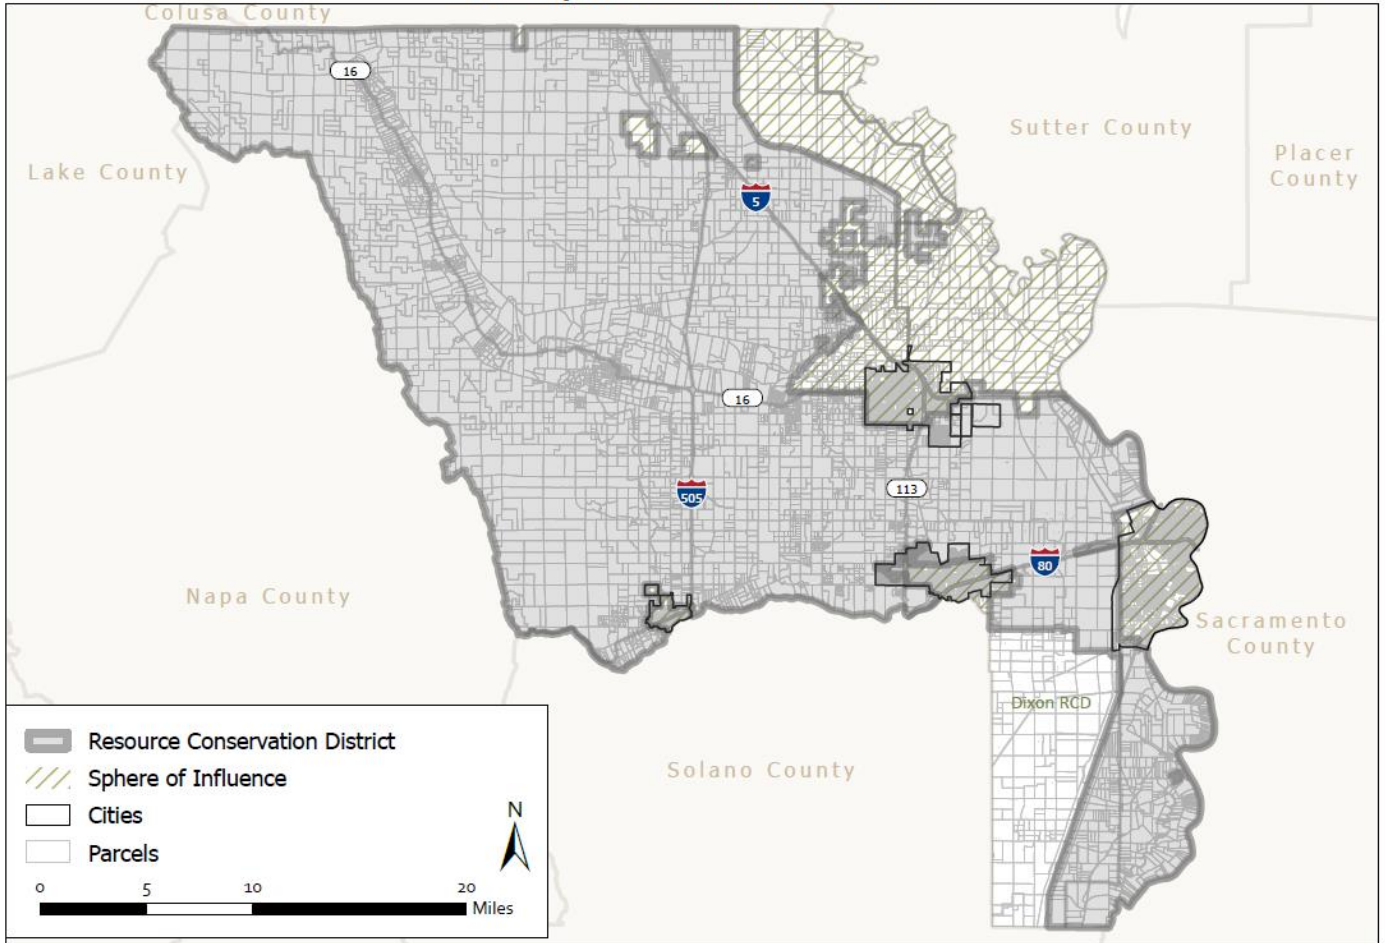 Colusa County
16
Sutter County
Placer
County
Lake County
5
16
505
113
80
Napa County
Sacramento
County
Dixon RCD
Solano County
Resource Conservation District
Sphere of Influence
Cities
Parcels
N
0 5 10 20
Miles